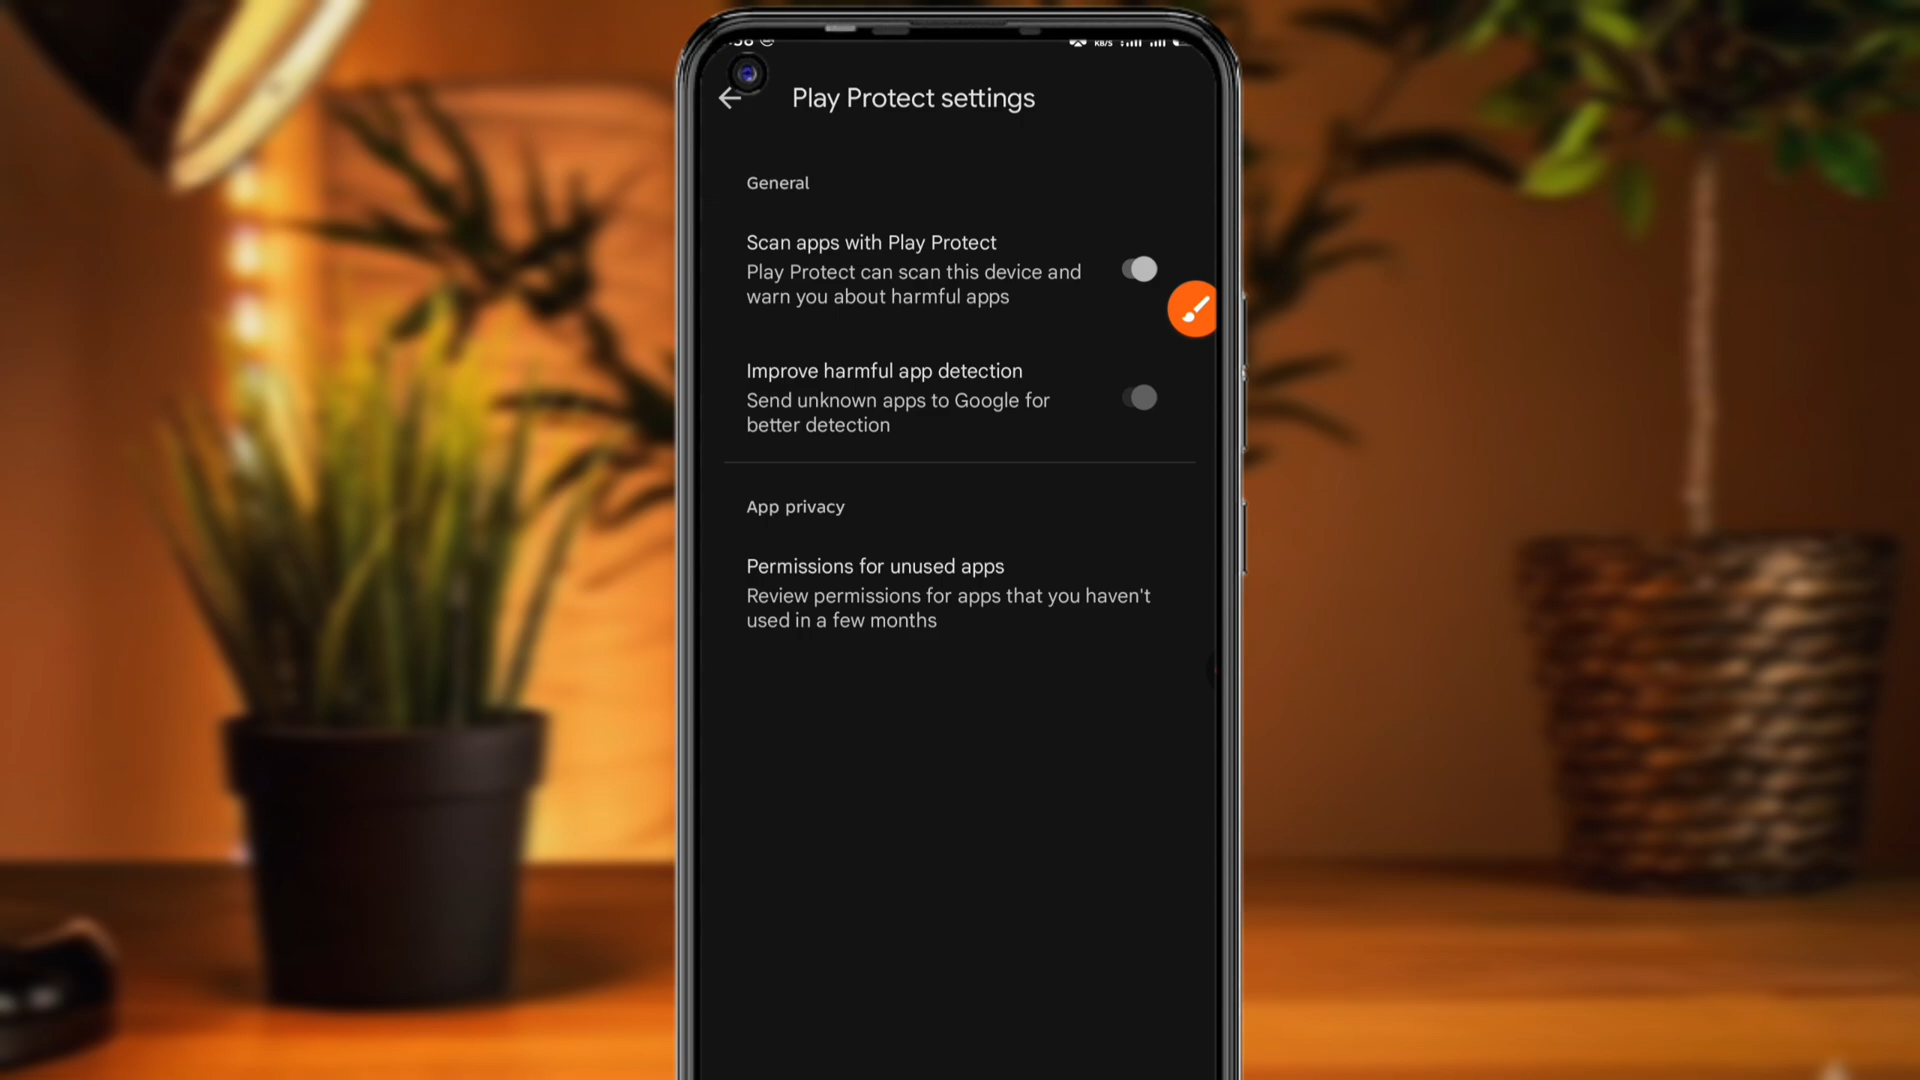 Play Protect settings
General
Scan apps with Play Protect
Play Protect can scan this device and
warn you about harmful apps
Improve harmful app detection
Send unknown apps to Google for
better detection
App privacy
Permissions for unused apps
Review permissions for apps that you haven't
used in a few months